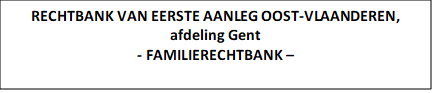 RECHTBANK VAN EERSTE AANLEG OOST-VLAANDEREN,
afdeling Gent
- FAMILIERECHTBANK –